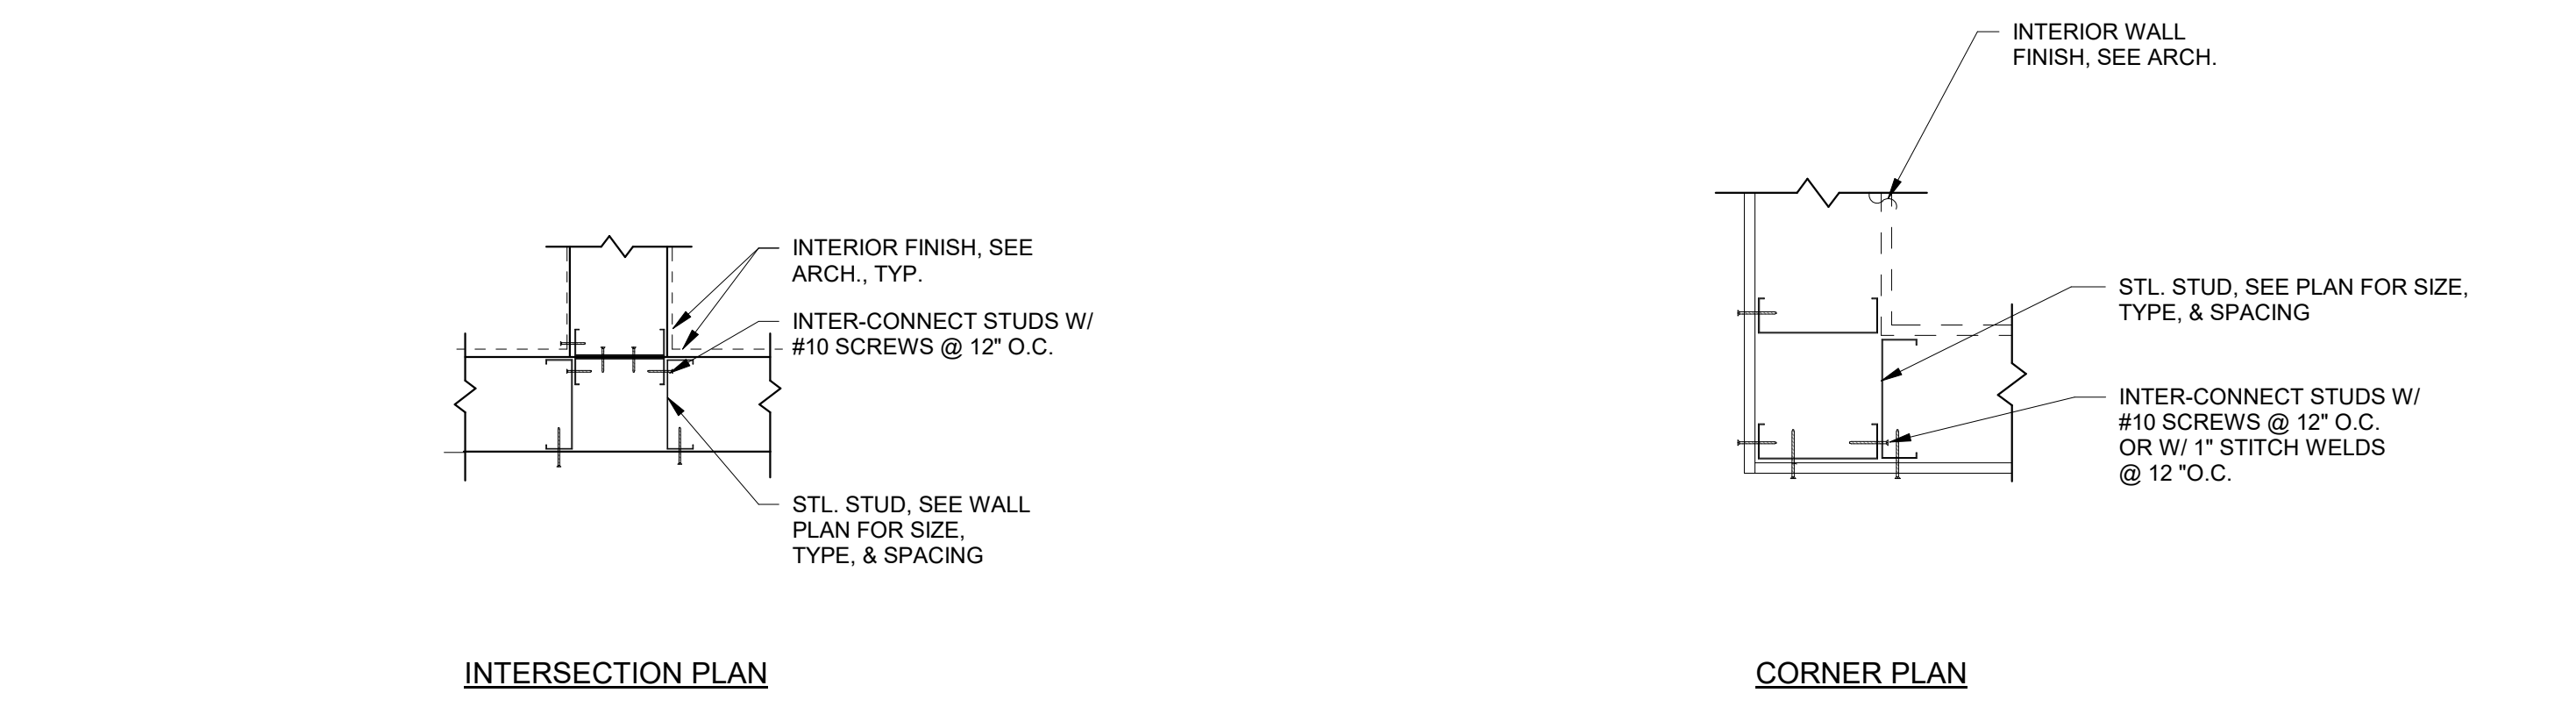 INTERIOR FINISH, SEE
ARCH., TYP.
INTER-CONNECT STUDS W/
#10 SCREWS @ 12" O.C.
STL. STUD, SEE WALL
PLAN FOR SIZE,
TYPE, & SPACING
INTERSECTION PLAN
INTERIOR WALL
FINISH, SEE ARCH.
STL. STUD, SEE PLAN FOR SIZE,
TYPE, & SPACING
INTER-CONNECT STUDS W/
#10 SCREWS @ 12" O.C.
OR W/ 1" STITCH WELDS
@ 12 "O.C.
CORNER PLAN